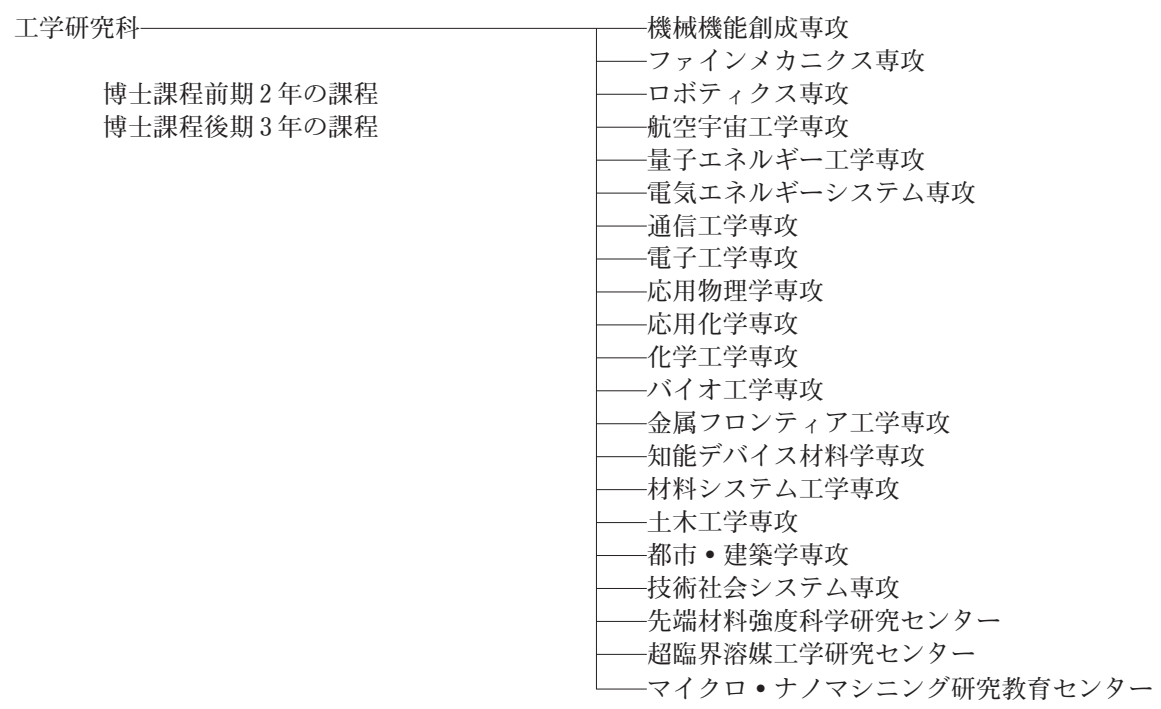 工学研究科
機械機能創成専攻
ファインメカニクス専攻
博士課程前期2年の課程
ロボティクス専攻
博士課程後期3年の課程
航空宇宙工学専攻
量子エネルギー工学専攻
電気エネルギーシステム専攻
通信工学専攻
電子工学専攻
応用物理学専攻
応用化学専攻
化学工学専攻
バイオ工学専攻
金属フロンティア工学専攻
知能デバイス材料学専攻
材料システム工学専攻
土木工学専攻
都市・建築学専攻
技術社会システム専攻
先端材料強度科学研究センター
超臨界溶媒工学研究センター
マイクロ・ナノマシニング研究教育センター